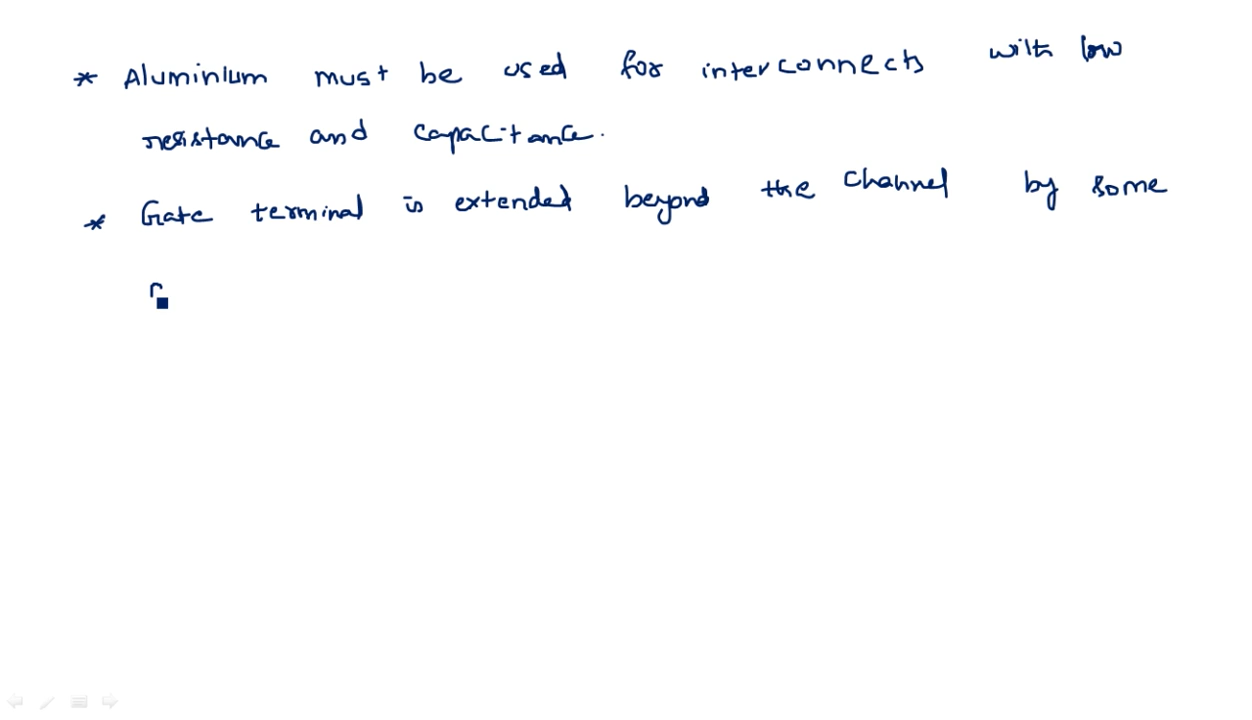 * Aluminium must be used for interconnects with low
resistance and capacitance.
* Gate terminal is extended beyond the channel by some